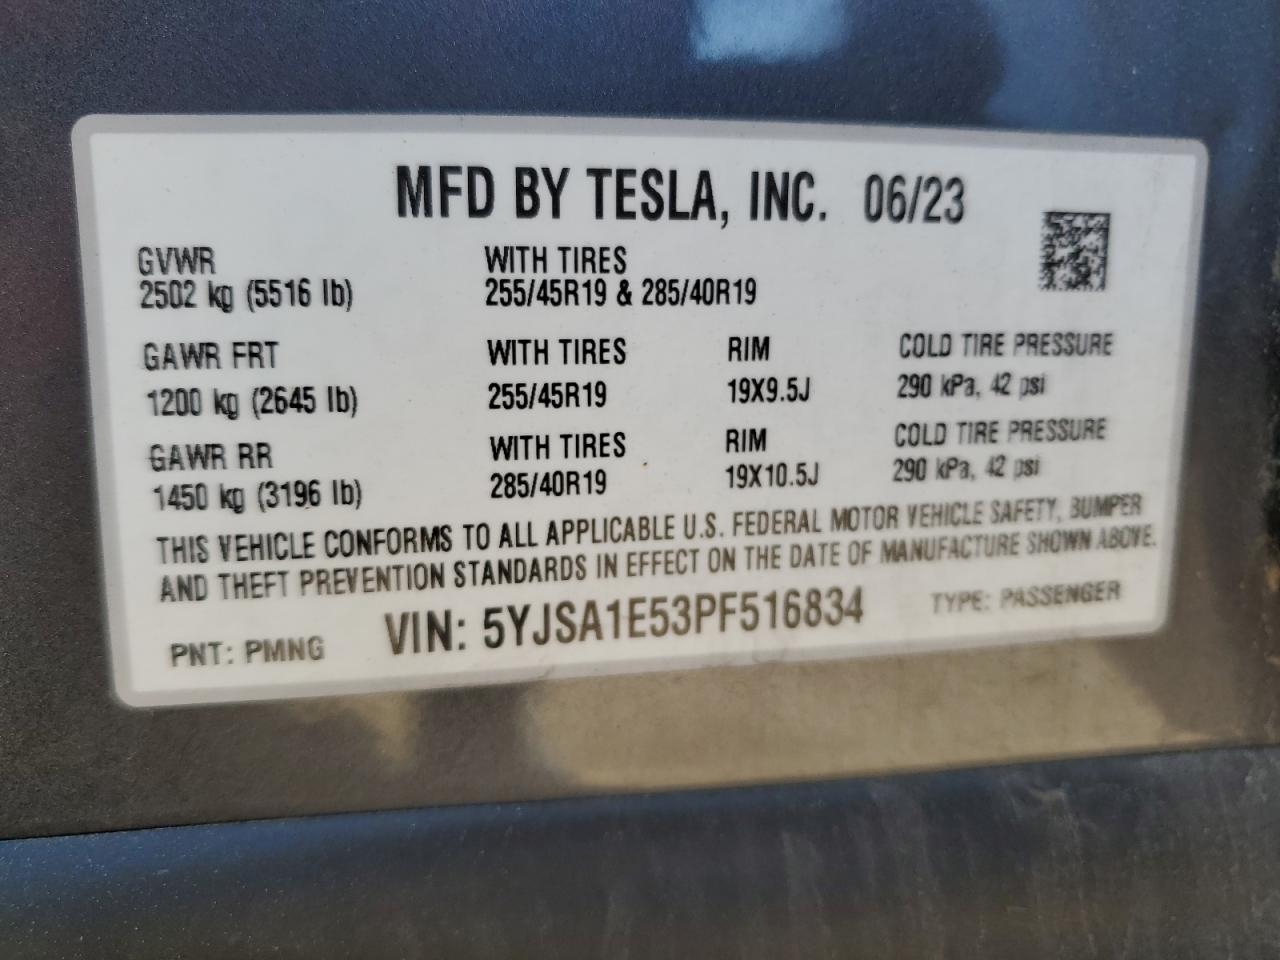 MFD BY TESLA, INC. 06/23
GVWR
2502 kg (5516 lb)
WITH TIRES
255/45R19 & 285/40R19
GAWR FRT
1200 kg (2645 lb)
WITH TIRES
255/45R19
RIM
19X9.5J
COLD TIRE PRESSURE
290 kPa, 42 psi
GAWR RR
1450 kg (3196 lb)
WITH TIRES
285/40R19
RIM
19X10.5J
COLD TIRE PRESSURE
290 kPa, 42 psi
THIS VEHICLE CONFORMS TO ALL APPLICABLE U.S. FEDERAL MOTOR VEHICLE SAFETY, BUMPER
AND THEFT PREVENTION STANDARDS IN EFFECT ON THE DATE OF MANUFACTURE SHOWN ABOVE.
PNT: PMNG
VIN: 5YJSA1E53PF516834
TYPE: PASSENGER